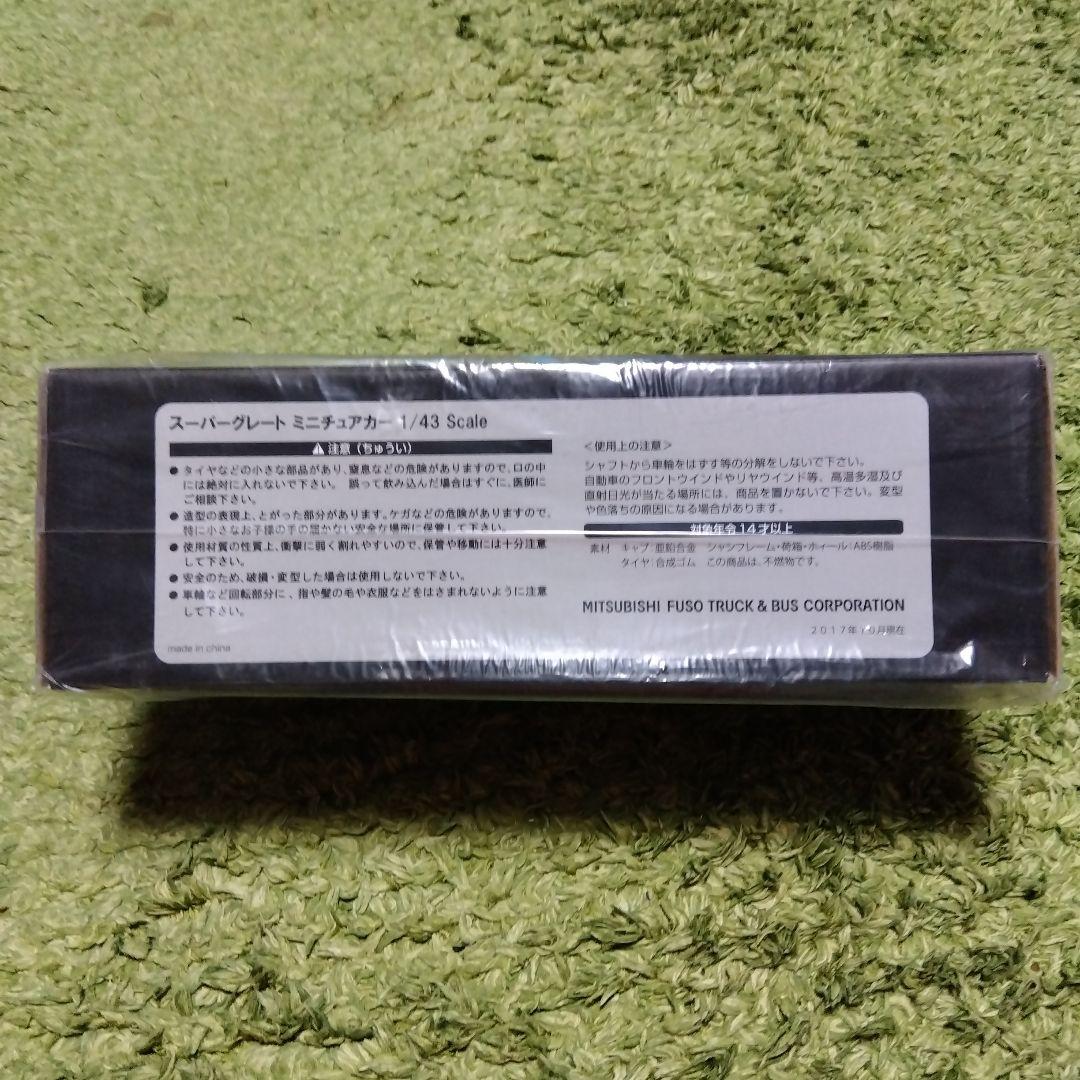 スーパーグレート ミニチュアカー 1/43 Scale
注意（ちゅうい）
● タイヤなどの小さな部品があり、窒息などの危険がありますので、口の中
には絶対に入れないで下さい。 誤って飲み込んだ場合はすぐに、医師に
ご相談下さい。
● 造型の表現上、とがった部分があります。ケガなどの危険がありますので、
特に小さなお子様の手の届かない安全な場所に保管して下さい。
● 使用材質の性質上、衝撃に弱く割れやすいので、保管や移動には十分注意
して下さい。
● 安全のため、破損・変型した場合は使用しないで下さい。
● 車輪など回転部分に、指や髪の毛や衣服などをはさまれないように注意
して下さい。
made in china
＜使用上の注意＞
シャフトから車輪をはずす等の分解をしないで下さい。
自動車のフロントウインドやリヤウインド等、高温多湿及び
直射日光が当たる場所には、商品を置かないで下さい。変型
や色落ちの原因になる場合があります。
対象年令14才以上
素材 キャブ：亜鉛合金 シャシフレーム・荷箱・ホィール：ABS樹脂
タイヤ：合成ゴム この商品は、不燃物です。
MITSUBISHI FUSO TRUCK & BUS CORPORATION
2017年10月現在